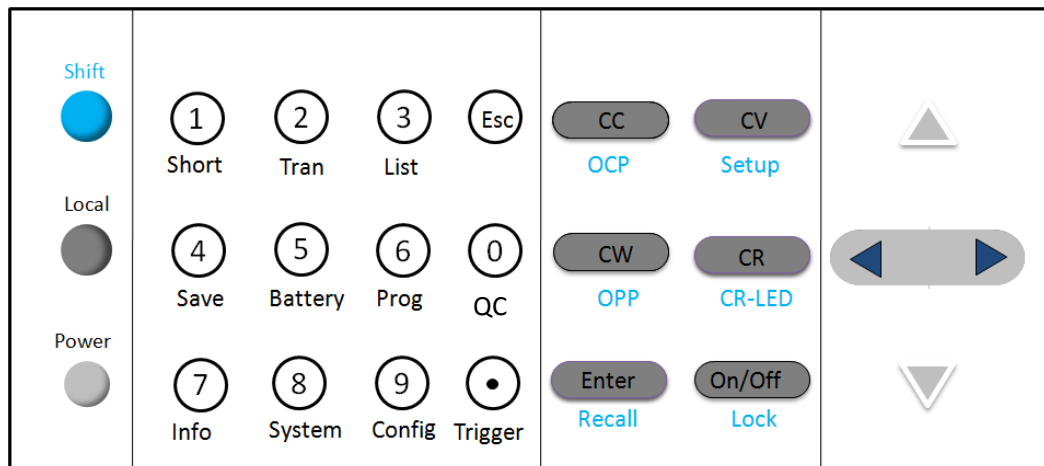 Shift
1 2 3 Esc CC CV
Short Tran List OCP Setup
Local
4 5 6 0 CW CR
Save Battery Prog QC OPP CR-LED
Power
7 8 9 • Enter On/Off
Info System Config Trigger Recall Lock